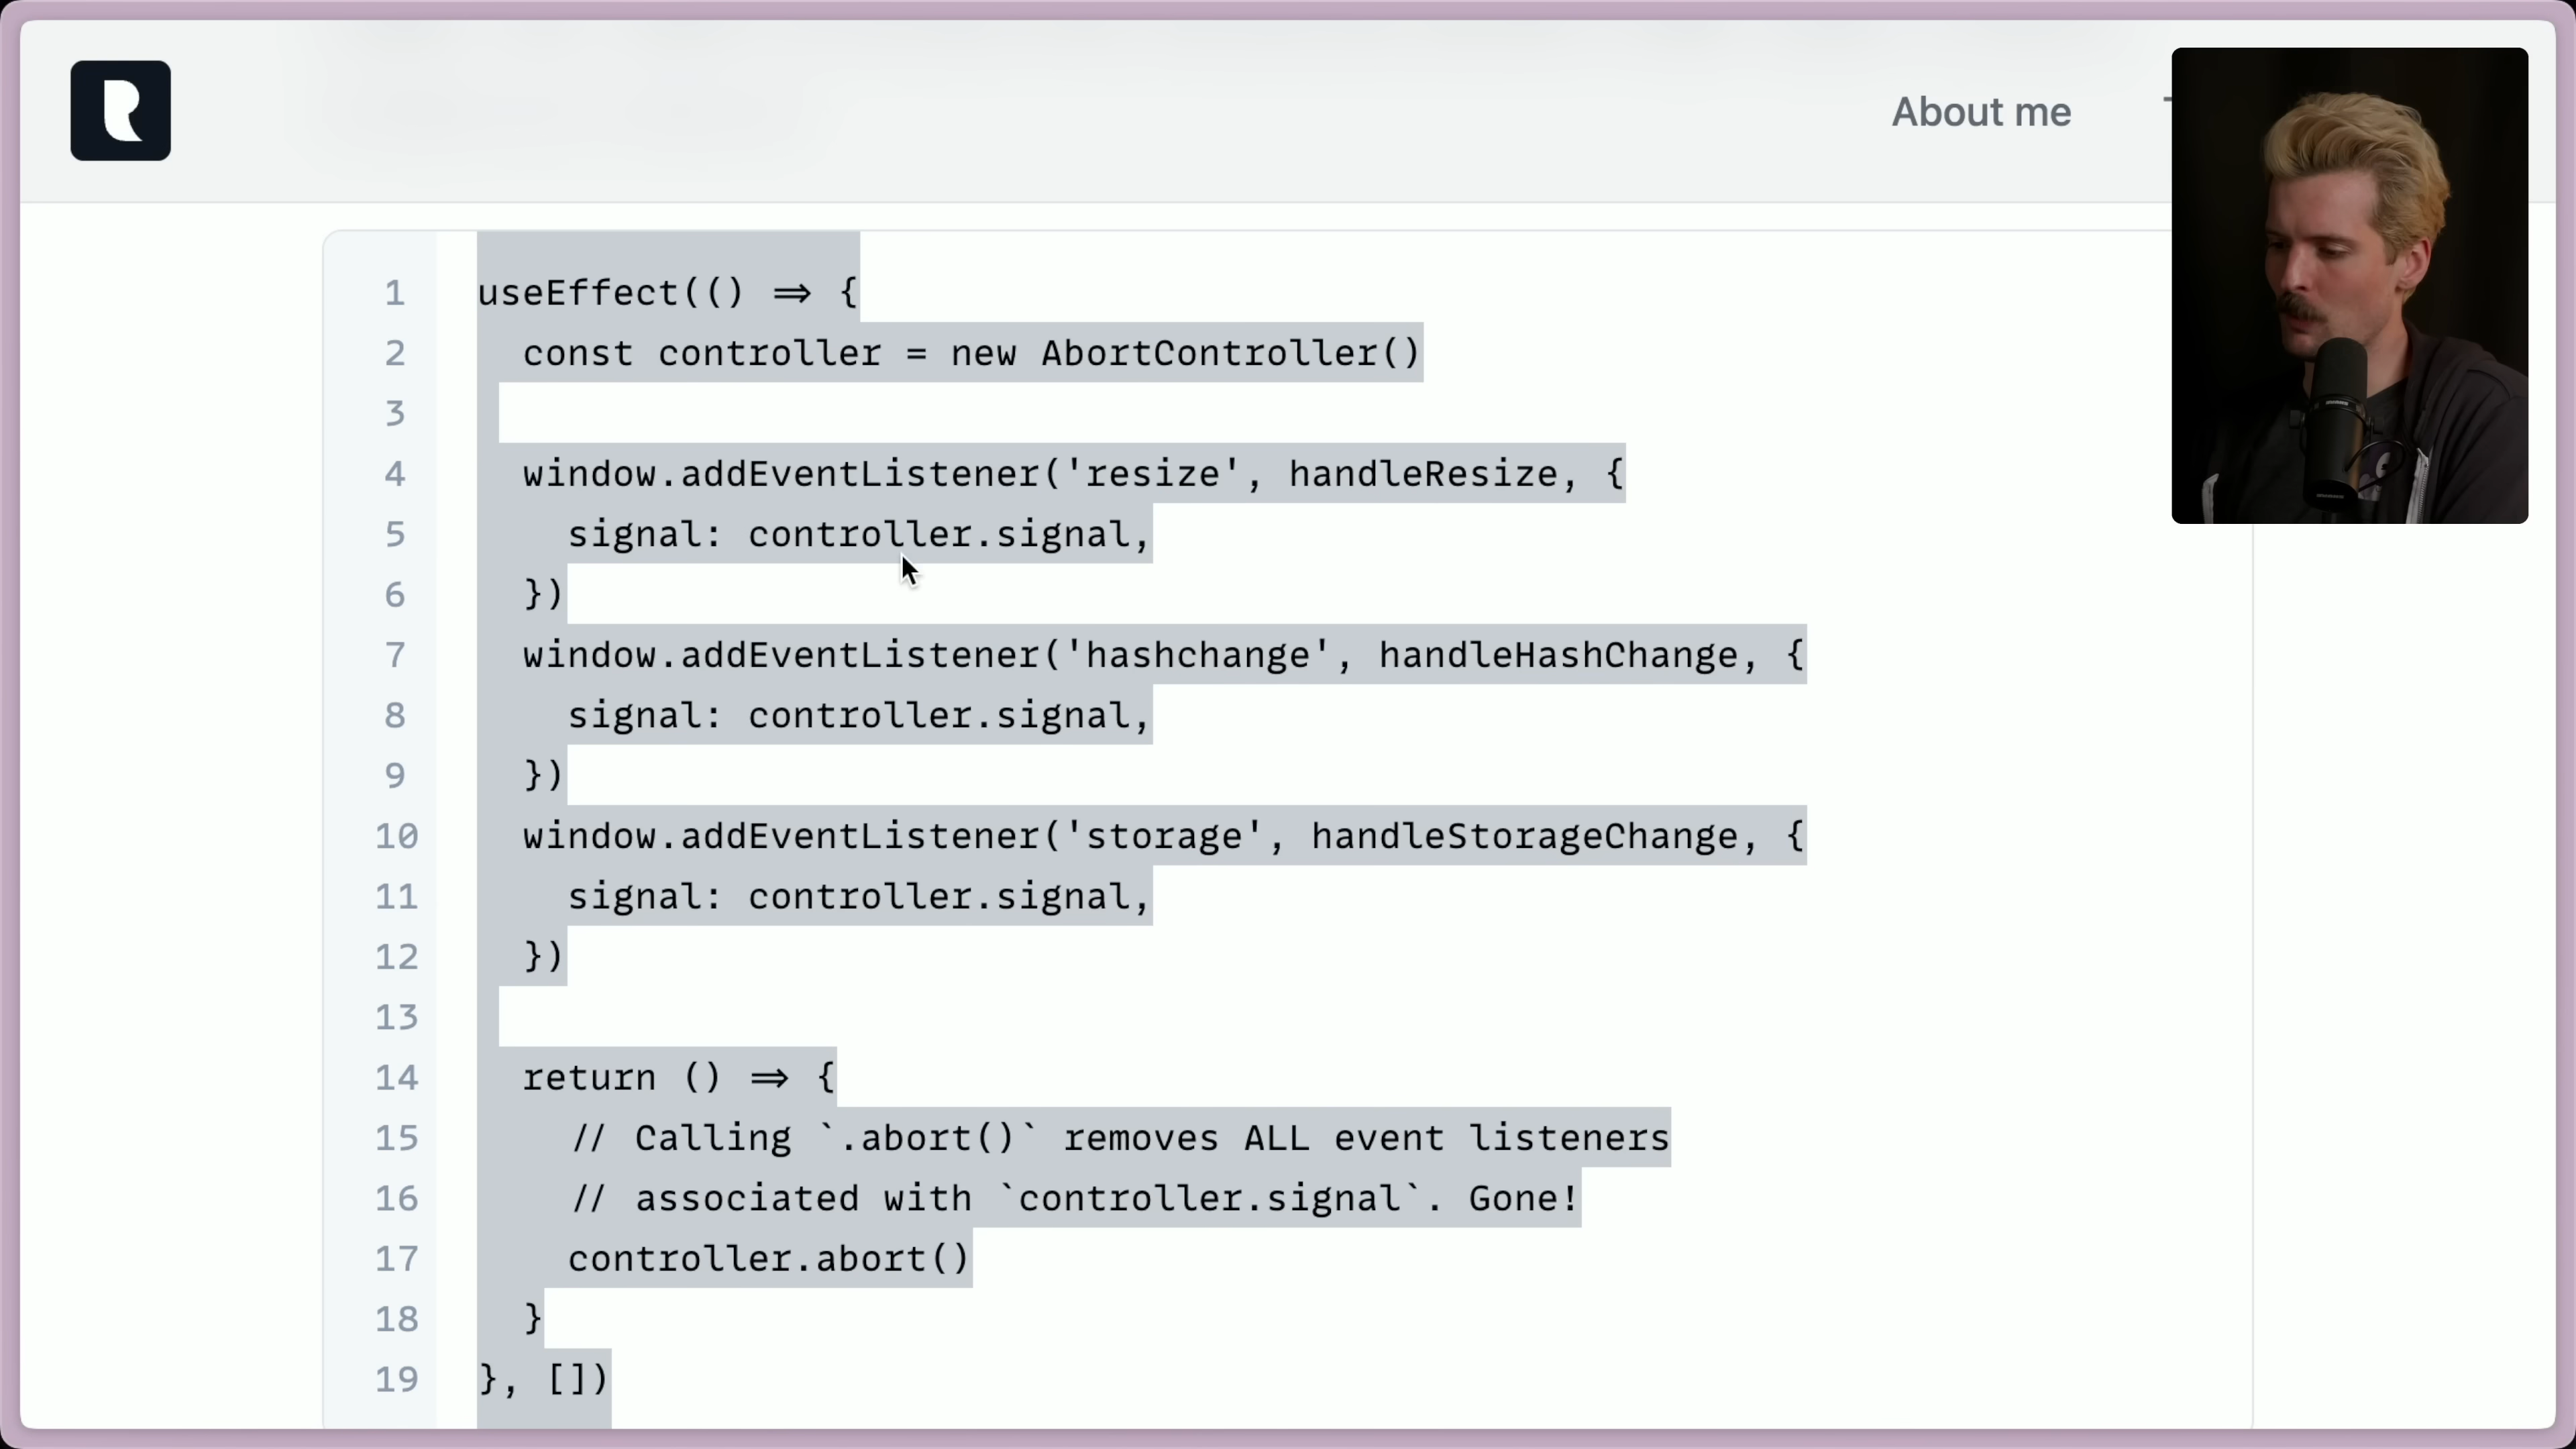 About me
1 useEffect(() => {
2 const controller = new AbortController()
3
4 window.addEventListener('resize', handleResize, {
5 signal: controller.signal,
6 })
7 window.addEventListener('hashchange', handleHashChange, {
8 signal: controller.signal,
9 })
10 window.addEventListener('storage', handleStorageChange, {
11 signal: controller.signal,
12 })
13
14 return () => {
15 // Calling `.abort()` removes ALL event listeners
16 // associated with `controller.signal`. Gone!
17 controller.abort()
18 }
19 }, [])